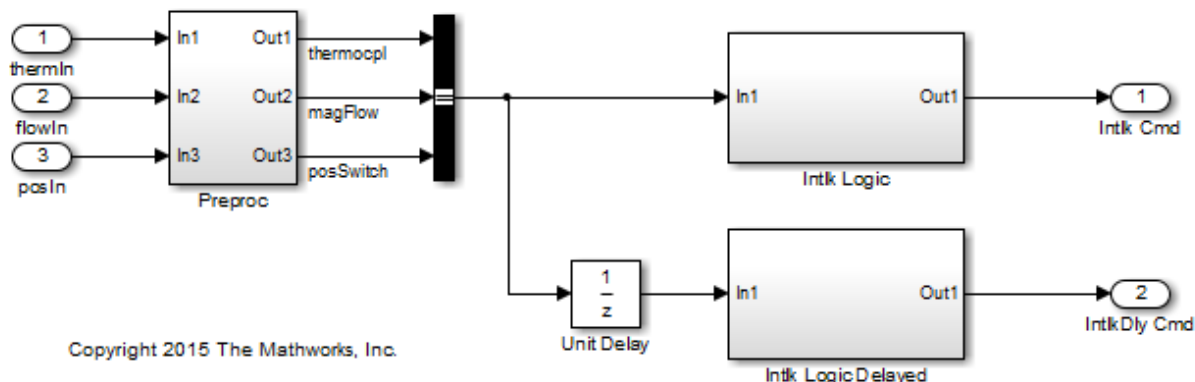 1
thermIn
2
flowIn
3
posIn
In1
In2
In3
Out1
Out2
Out3
Preproc
thermocpl
magFlow
posSwitch
In1
Out1
Intlk Logic
1
Intlk Cmd
1
z
Unit Delay
In1
Out1
Intlk Logic Delayed
2
IntlkDly Cmd
Copyright 2015 The Mathworks, Inc.